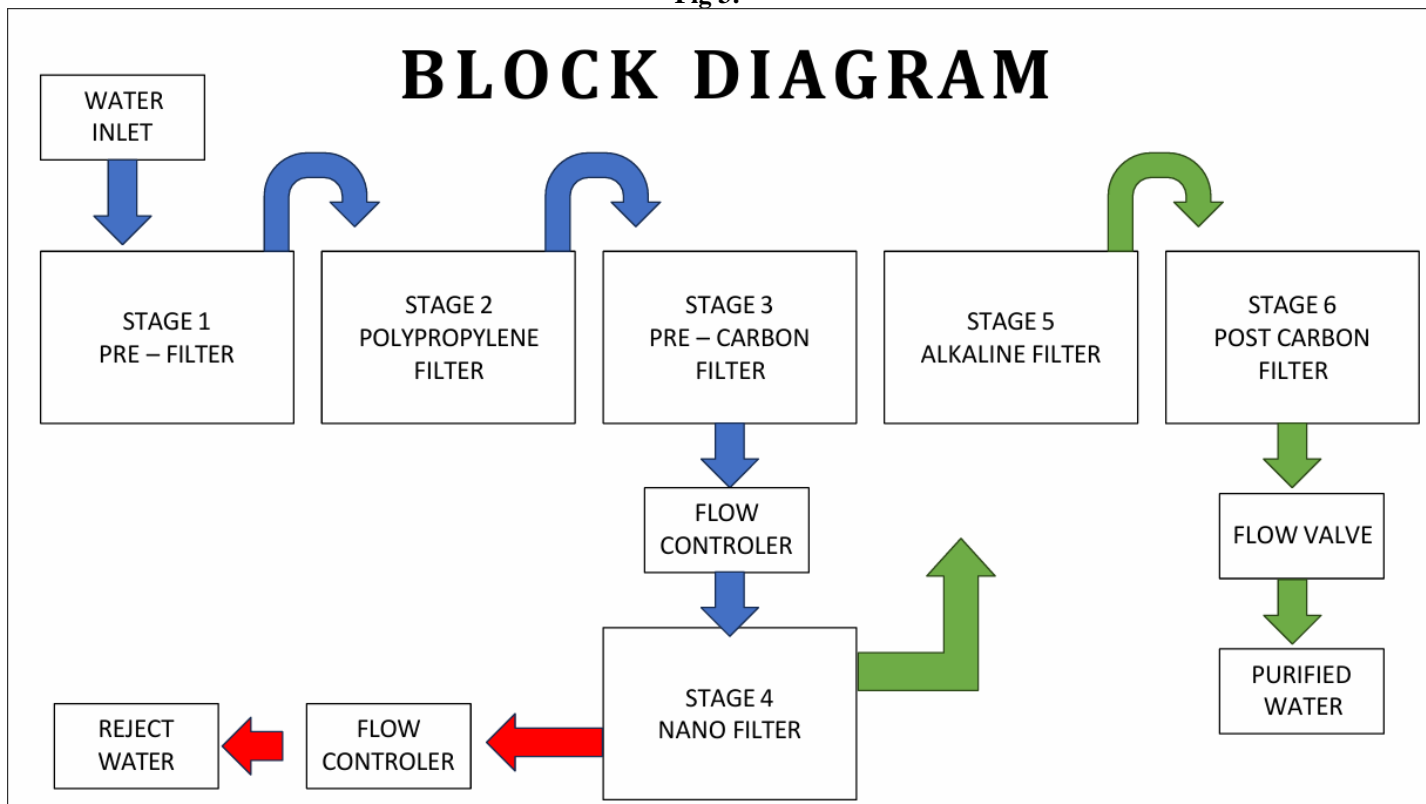 Fig 3:
BLOCK DIAGRAM
WATER
INLET
STAGE 1
PRE – FILTER
STAGE 2
POLYPROPYLENE
FILTER
STAGE 3
PRE – CARBON
FILTER
STAGE 5
ALKALINE FILTER
STAGE 6
POST CARBON
FILTER
FLOW
CONTROLER
FLOW VALVE
STAGE 4
NANO FILTER
PURIFIED
WATER
FLOW
CONTROLER
REJECT
WATER